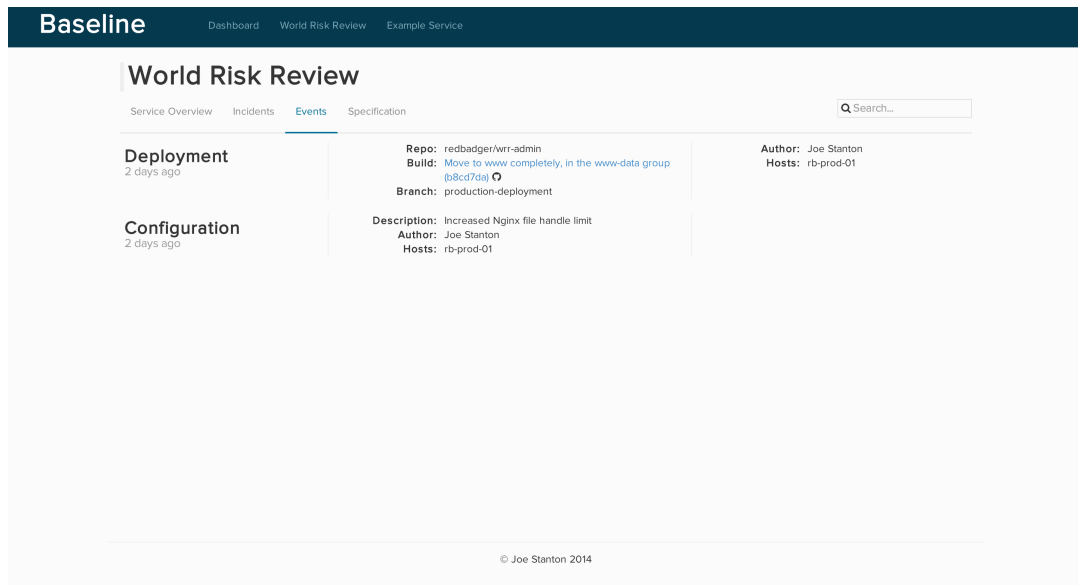 Baseline
Dashboard World Risk Review Example Service
World Risk Review
Service Overview Incidents Events Specification
Search...
Deployment
2 days ago
Repo: redbadger/wrr-admin
Build: Move to www completely, in the www-data group
(b8cd7da)
Branch: production-deployment
Author: Joe Stanton
Hosts: rb-prod-01
Configuration
2 days ago
Description: Increased Nginx file handle limit
Author: Joe Stanton
Hosts: rb-prod-01
© Joe Stanton 2014